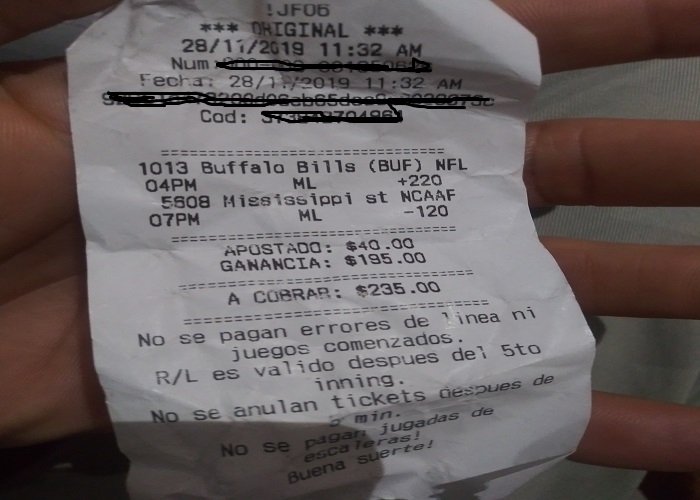 !JF06
*** ORIGINAL ***
28/11/2019 11:32 AM
Num
Fecha: 28/11/2019 11:32 AM
Cod:
====================================
1013 Buffalo Bills (BUF) NFL
04PM ML +220
5808 Mississippi st NCAAF
07PM ML -120
====================================
APOSTADO: $40.00
GANANCIA: $195.00
====================================
A COBRAR: $235.00
====================================
No se pagan errores de linea ni
juegos comenzados.
R/L es valido despues del 5to
inning.
No se anulan tickets despues de
5 min.
No se pagan jugadas de
escaleras!
Buena suerte!